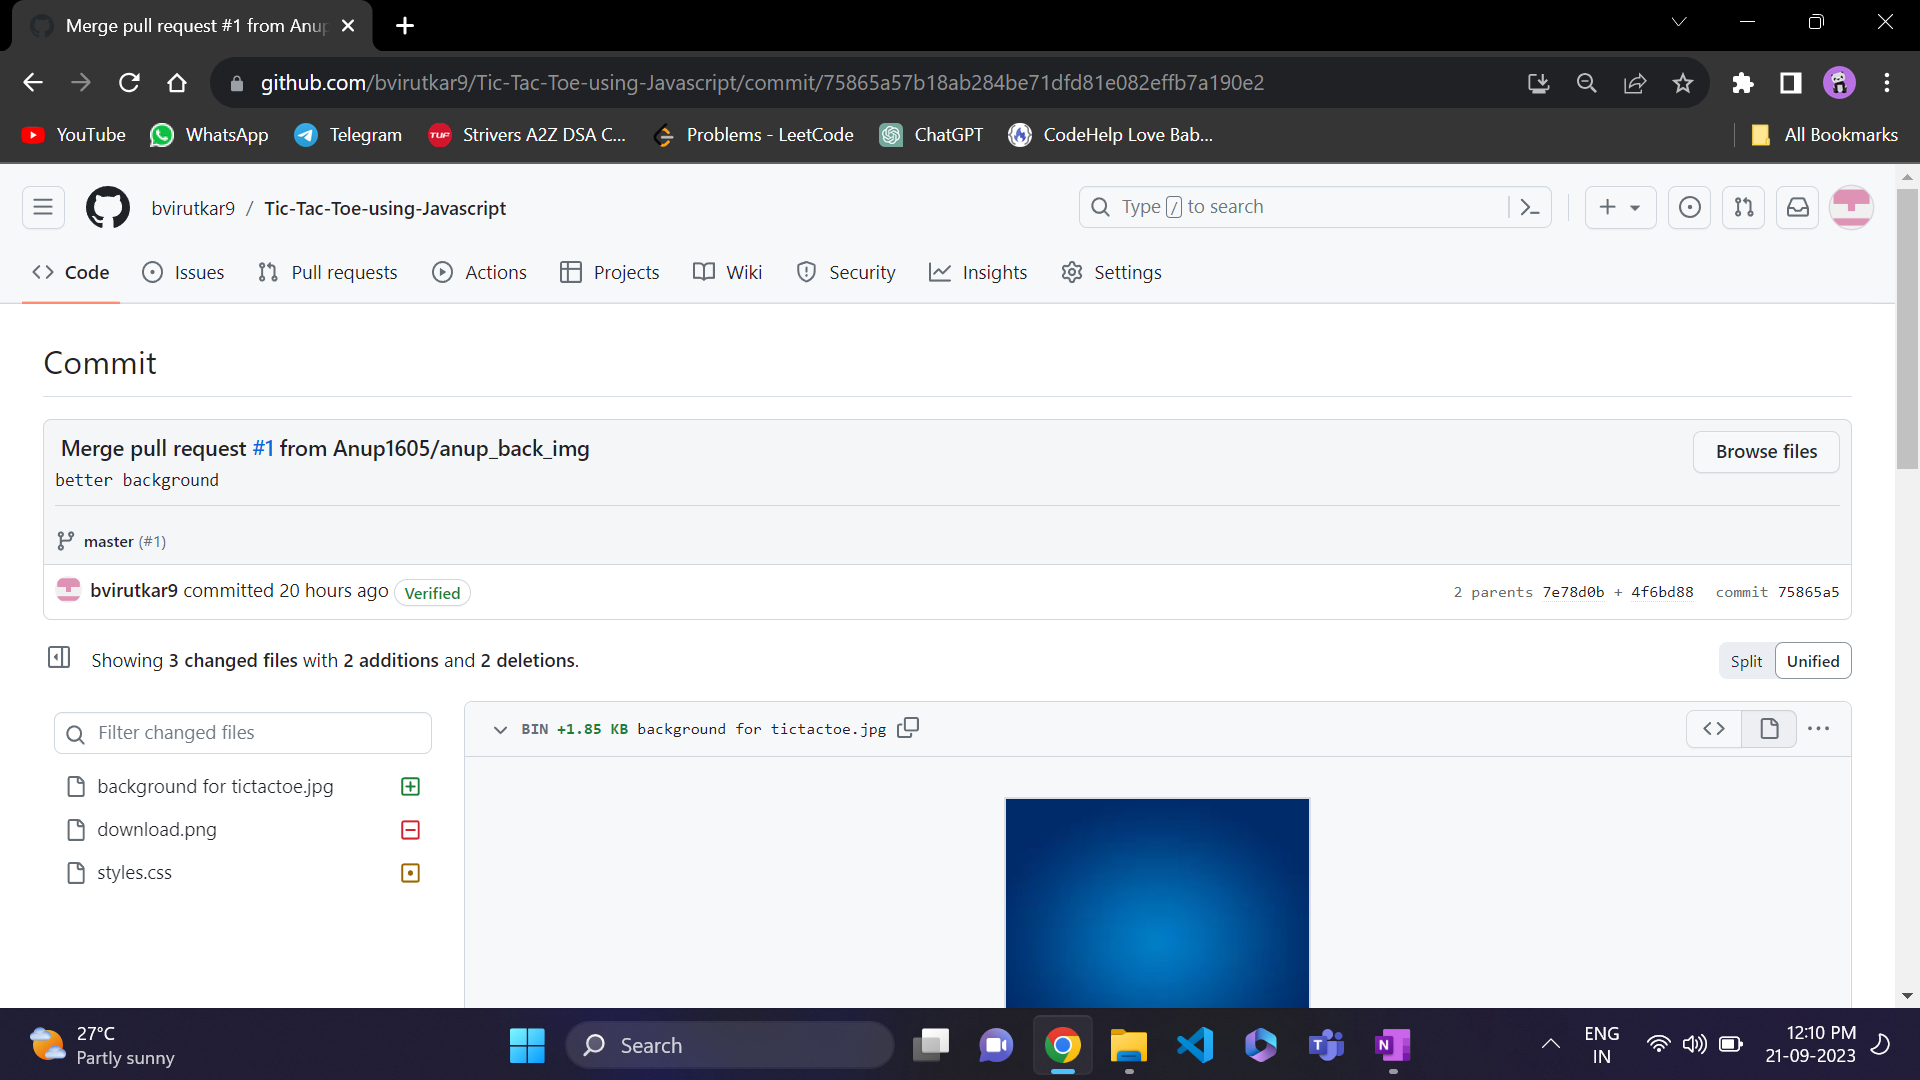 Merge pull request #1 from Anup
github.com/bvirutkar9/Tic-Tac-Toe-using-Javascript/commit/75865a57b18ab284be71dfd81e082effb7a190e2
YouTube WhatsApp Telegram Strivers A2Z DSA C... Problems - LeetCode ChatGPT CodeHelp Love Bab... All Bookmarks
bvirutkar9 / Tic-Tac-Toe-using-Javascript Type / to search
Code Issues Pull requests Actions Projects Wiki Security Insights Settings
Commit
Merge pull request #1 from Anup1605/anup_back_img
Browse files
better background
master (#1)
bvirutkar9 committed 20 hours ago Verified 2 parents 7e78d0b + 4f6bd88 commit 75865a5
Showing 3 changed files with 2 additions and 2 deletions. Split Unified
Filter changed files
BIN +1.85 KB background for tictactoe.jpg
background for tictactoe.jpg
download.png
styles.css
27°C
Partly sunny
Search
ENG
IN
12:10 PM
21-09-2023